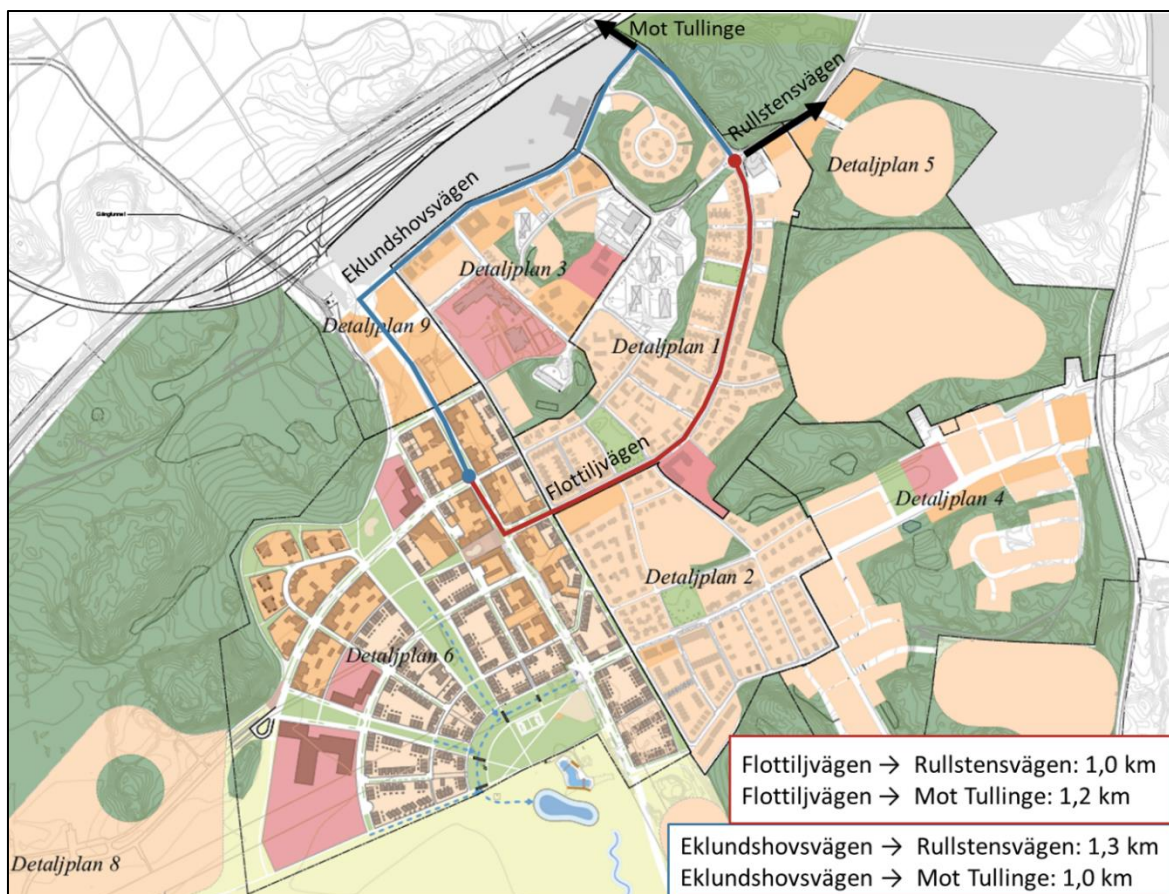 Mot Tullinge
Rullstensvägen
Detaljplan 5
Gångtunnel
Eklundshovsvägen
Detaljplan 3
Detaljplan 9
Detaljplan 1
Flottiljvägen
Detaljplan 4
Detaljplan 2
Detaljplan 6
Detaljplan 8
Flottiljvägen → Rullstensvägen: 1,0 km
Flottiljvägen → Mot Tullinge: 1,2 km
Eklundshovsvägen → Rullstensvägen: 1,3 km
Eklundshovsvägen → Mot Tullinge: 1,0 km